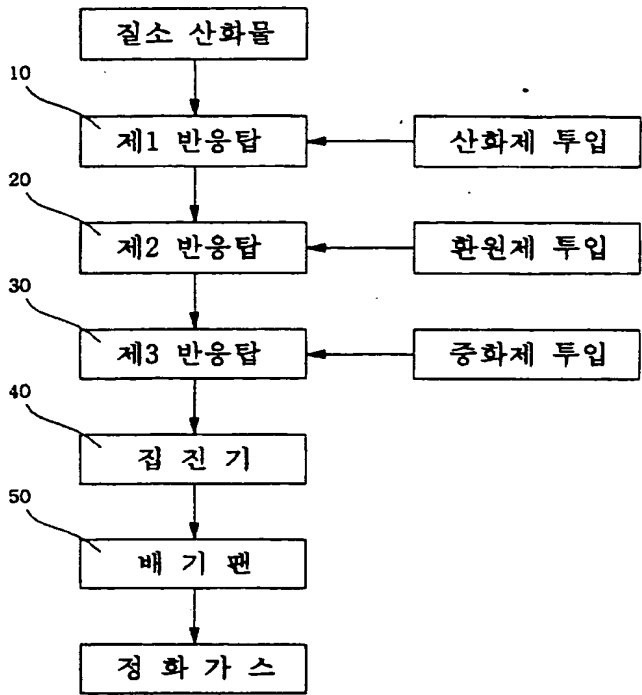 질소 산화물
10
제1 반응탑
산화제 투입
20
제2 반응탑
환원제 투입
30
제3 반응탑
중화제 투입
40
집 진 기
50
배 기 팬
정 화 가 스